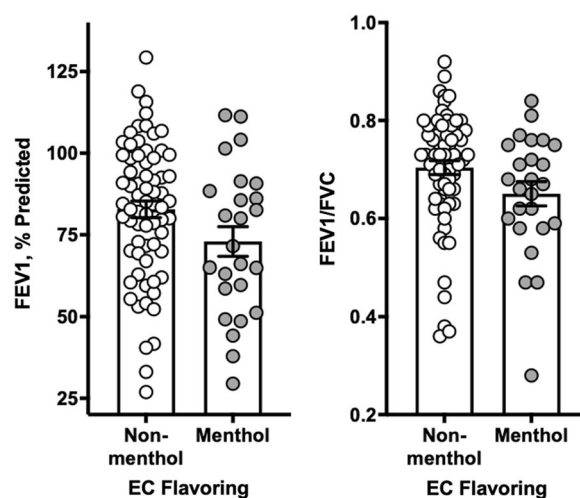 FEV1, % Predicted
125
100
75
50
25
Non-
menthol
Menthol
EC Flavoring
FEV1/FVC
1.0
0.8
0.6
0.4
0.2
Non-
menthol
Menthol
EC Flavoring